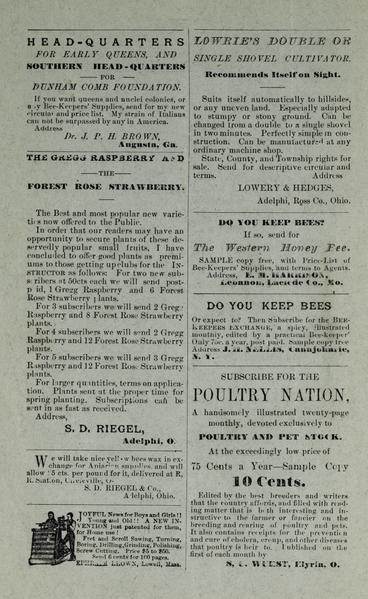 HEAD-QUARTERS
FOR EARLY QUEENS, AND
SOUTHERN HEAD-QUARTERS
FOR
DUNHAM COMB FOUNDATION.
If you want queens and nuclei colonies, or
a y Bee-Keepers' Supplies, send for my new
circular and price list. My strain of Italians
can not be surpassed by any in America.
Address
Dr. J. P. H. BROWN,
Augusta, Ga.
THE GREGG RASPBERRY A D
THE
FOREST ROSE STRAWBERRY.
The Best and most popular new varie-
ties now offered to the Public.
In order that our readers may have an
opportunity to secure plants of these de-
servedly popular small fruits, I have
concluded to offer good plants as premi-
ums to those getting up clubs for the IN-
STRUCTOR as follows: For two new sub-
scribers at 50cts each we will send post-
p id, 1 Gregg Raspberry and 6 Forest
Rose Strawberry plants.
For 3 subscribers we will send 2 Gregg
Raspberry and 8 Forest Rose Strawberry
plants.
For 4 subscribers we will send 2 Gregg
Raspberry and 12 Forest Rose Strawberry
plants.
For 5 subscribers we will send 3 Gregg
Raspberry and 12 Forest Rose Strawberry
plants.
For larger quantities, terms on applica-
tion. Plants sent at the proper time for
spring planting. Subscriptions can be
sent in as fast as received.
Address,
S. D. RIEGEL,
Adelphi, O.
We will take nice yellow bees wax in ex-
change for Apiarian supplies, and will
allow 25 cts. per pound for it, delivered at R,
R. Station, Circleville, O.
S. D. RIEGEL & Co.,
Adelphi, Ohio.
JOYFUL News for Boys and Girls!!
Young and Old!! A NEW IN-
VENTION just patented for them,
for Home use!
Fret and Scroll Sawing, Turning,
Boring, Drilling, Grinding, Polishing,
Screw Cutting. Price $5 to $50.
Send 6 cents for 100 pages.
EPHRAIM BROWN, Lowell, Mass.
LOWRIE'S DOUBLE OR
SINGLE SHOVEL CULTIVATOR.
Recommends Itself on Sight.
Suits itself automatically to hillsides,
or any uneven land. Especially adapted
to stumpy or stony ground. Can be
changed from a double to a single shovel
in two minutes. Perfectly simple in con-
struction. Can be manufactured at any
ordinary machine shop.
State, County, and Township rights for
sale. Send for descriptive circular and
terms. Address
LOWERY & HEDGES,
Adelphi, Ross Co., Ohio.
DO YOU KEEP BEES?
If so, send for
The Western Honey Bee.
SAMPLE copy free, with Price-List of
Bee-Keepers' Supplies, and terms to Agents.
Address, E. M. HARRISON,
Lebanon, Laclede Co., Mo.
DO YOU KEEP BEES
Or expect to? Then Subscribe for the BEE-
KEEPERS EXCHANGE, a spicy, illustrated
monthly, edited by a practical Bee-keeper
Only 75c. a year, post paid. Sample copy free
Address J. H. NELLIS, Canajoharie,
N. Y.
SUBSCRIBE FOR THE
POULTRY NATION,
A handsomely illustrated twenty-page
monthly, devoted exclusively to
POULTRY AND PET STOCK.
At the exceedingly low price of
75 Cents a Year—Sample Copy
10 Cents.
Edited by the best breeders and writers
that the country affords, and filled with read-
ing matter that is both interesting and in-
structive to the farmer or fancier on the
breeding and rearing of poultry and pets.
It also contains receipts for the prevention
and cure of cholera, croup, and other diseases
that poultry is heir to. Published on the
first of each month by
S. WUEST, Elyria, O.